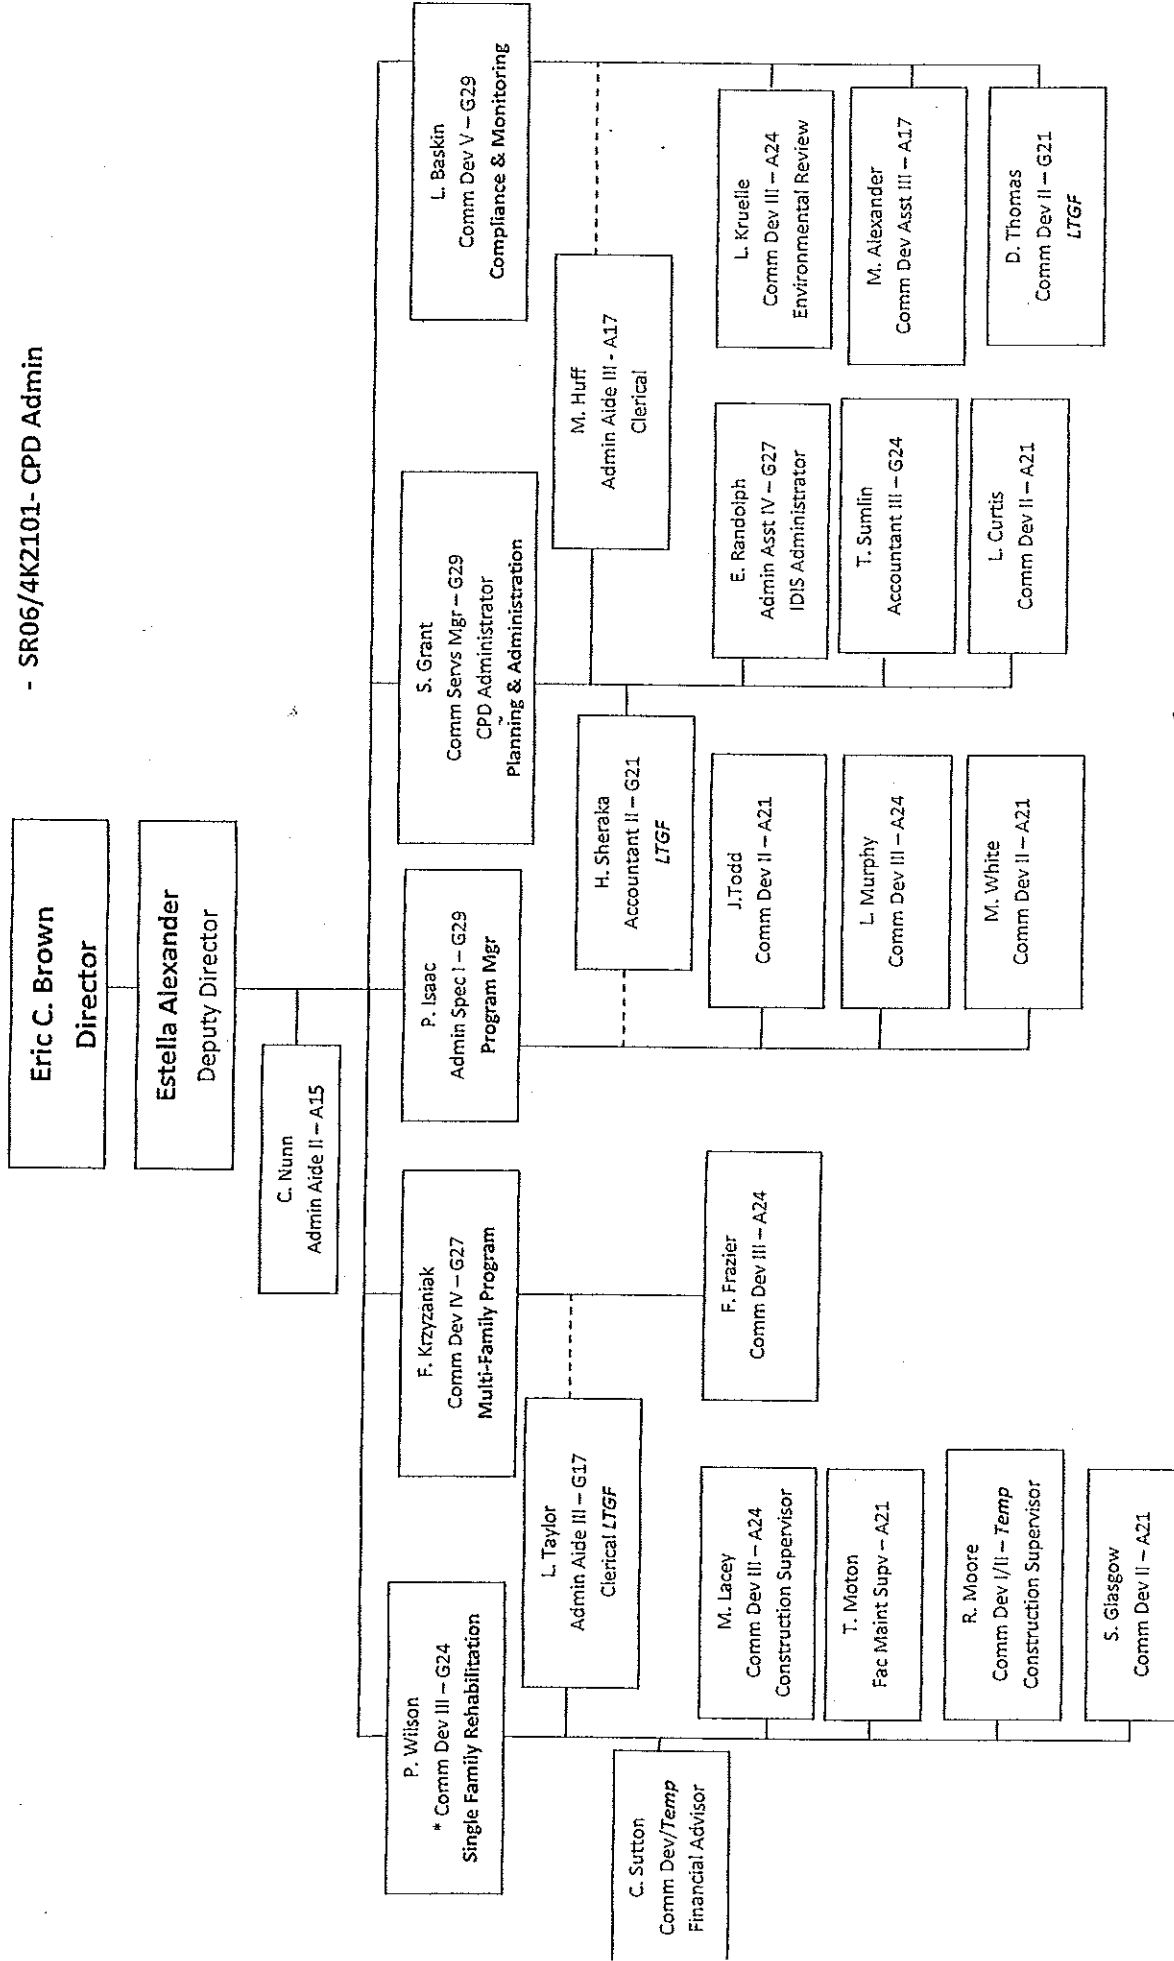 - SR06/4K2101- CPD Admin
Eric C. Brown
Director
Estella Alexander
Deputy Director
C. Nunn
Admin Aide II – A15
P. Wilson
* Comm Dev III – G24
Single Family Rehabilitation
F. Krzyzaniak
Comm Dev IV – G27
Multi-Family Program
P. Isaac
Admin Spec I – G29
Program Mgr
S. Grant
Comm Servs Mgr – G29
CPD Administrator
Planning & Administration
L. Baskin
Comm Dev V – G29
Compliance & Monitoring
L. Taylor
Admin Aide III – G17
Clerical LTGF
H. Sheraka
Accountant II – G21
LTGF
M. Huff
Admin Aide III - A17
Clerical
C. Sutton
Comm Dev/Temp
Financial Advisor
M. Lacey
Comm Dev III – A24
Construction Supervisor
T. Moton
Fac Maint Supv – A21
R. Moore
Comm Dev I/II – Temp
Construction Supervisor
S. Glasgow
Comm Dev II – A21
F. Frazier
Comm Dev III – A24
J.Todd
Comm Dev II – A21
L. Murphy
Comm Dev III – A24
M. White
Comm Dev II – A21
E. Randolph
Admin Asst IV – G27
IDIS Administrator
T. Sumlin
Accountant III – G24
L. Curtis
Comm Dev II – A21
L. Kruelle
Comm Dev III – A24
Environmental Review
M. Alexander
Comm Dev Asst III – A17
D. Thomas
Comm Dev II – G21
LTGF